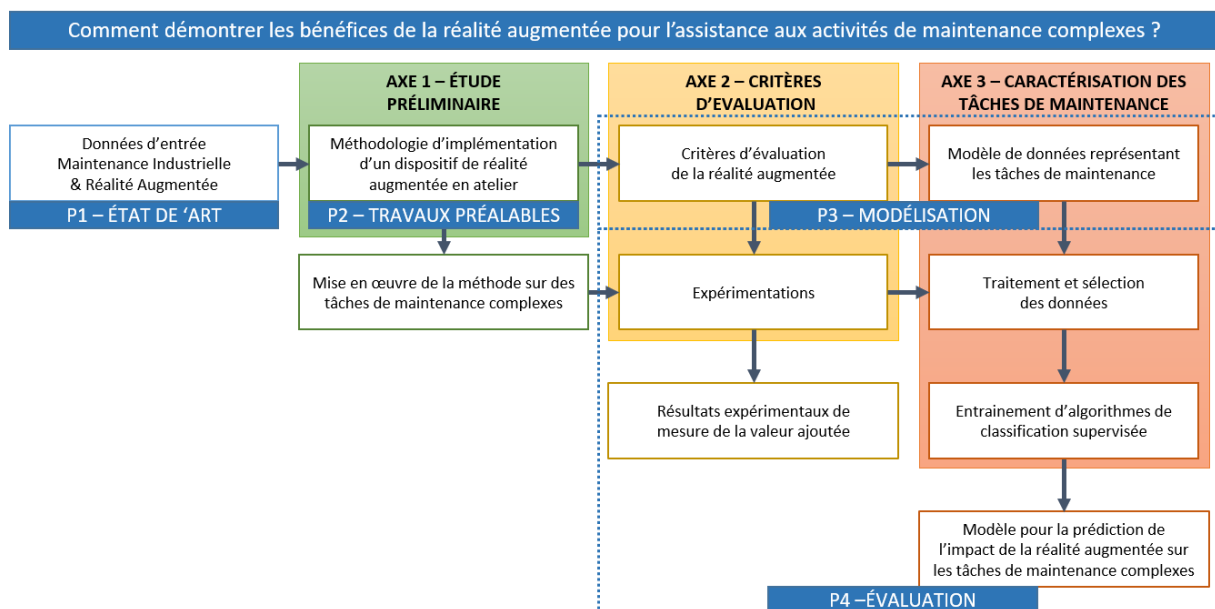 Comment démontrer les bénéfices de la réalité augmentée pour l'assistance aux activités de maintenance complexes ?
AXE 1 – ÉTUDE
PRÉLIMINAIRE
AXE 2 – CRITÈRES
D'EVALUATION
AXE 3 – CARACTÉRISATION DES
TÂCHES DE MAINTENANCE
Données d'entrée
Maintenance Industrielle
& Réalité Augmentée
Méthodologie d'implémentation
d'un dispositif de réalité
augmentée en atelier
Critères d'évaluation
de la réalité augmentée
Modèle de données représentant
les tâches de maintenance
P1 – ÉTAT DE 'ART
P2 – TRAVAUX PRÉALABLES
P3 – MODÉLISATION
Mise en œuvre de la méthode sur des
tâches de maintenance complexes
Expérimentations
Traitement et sélection
des données
Résultats expérimentaux de
mesure de la valeur ajoutée
Entrainement d'algorithmes de
classification supervisée
Modèle pour la prédiction de
l'impact de la réalité augmentée sur
les tâches de maintenance complexes
P4 –ÉVALUATION